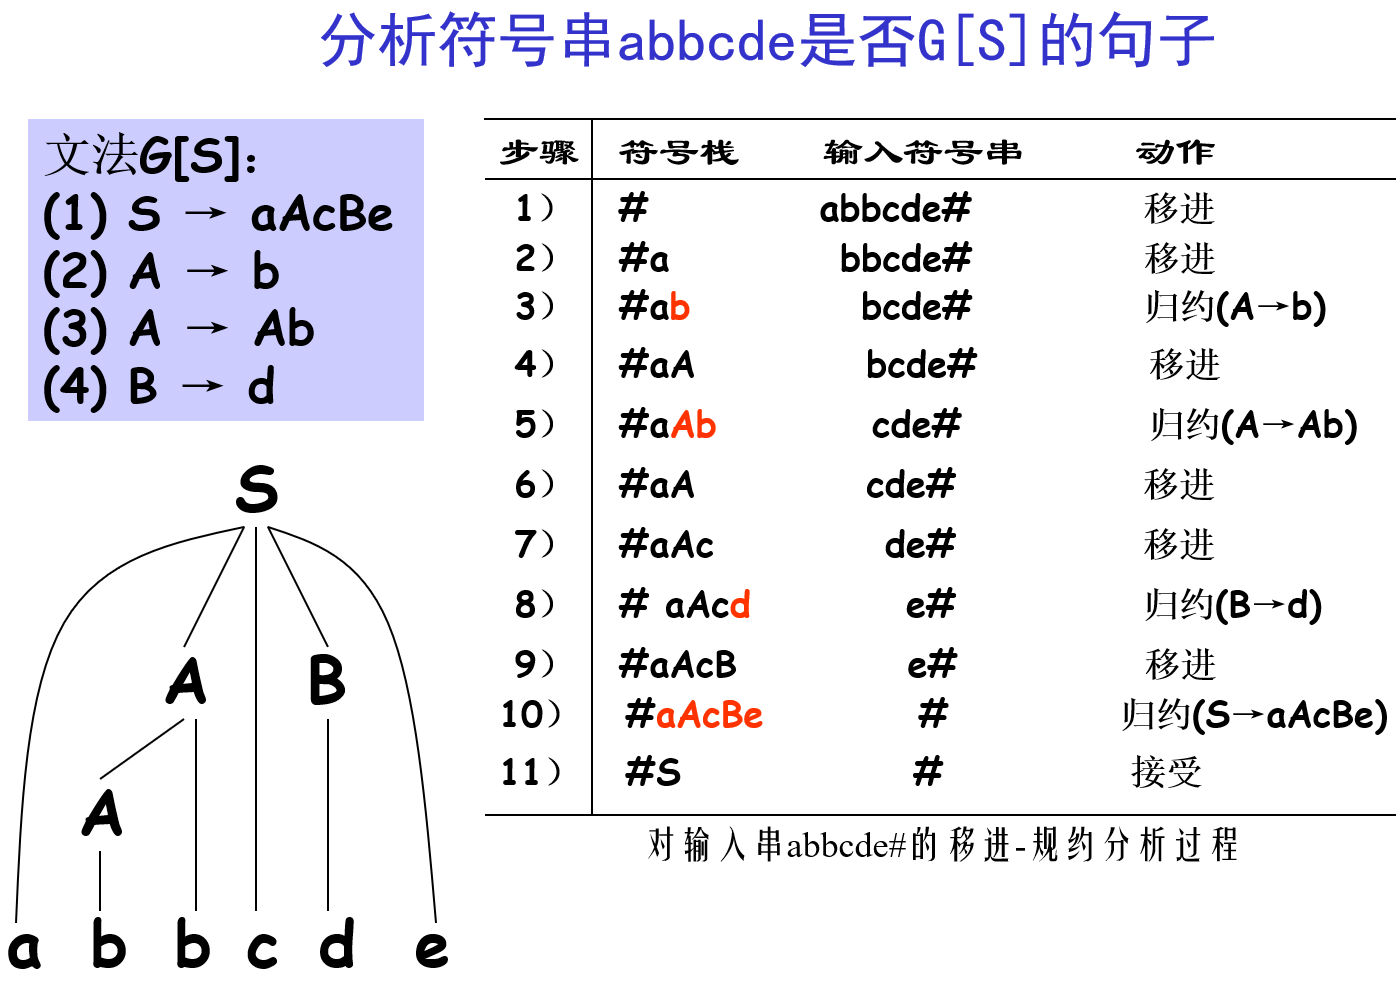 分析符号串abbcde是否G[S]的句子
文法G[S]:
(1) S → aAcBe
(2) A → b
(3) A → Ab
(4) B → d
步骤 符号栈 输入符号串 动作
1) # abbcde# 移进
2) #a bbcde# 移进
3) #ab bcde# 归约(A→b)
4) #aA bcde# 移进
5) #aAb cde# 归约(A→Ab)
6) #aA cde# 移进
7) #aAc de# 移进
8) # aAcd e# 归约(B→d)
9) #aAcB e# 移进
10) #aAcBe # 归约(S→aAcBe)
11) #S # 接受
对输入串abbcde#的移进-规约分析过程
S
A B
A
a b b c d e